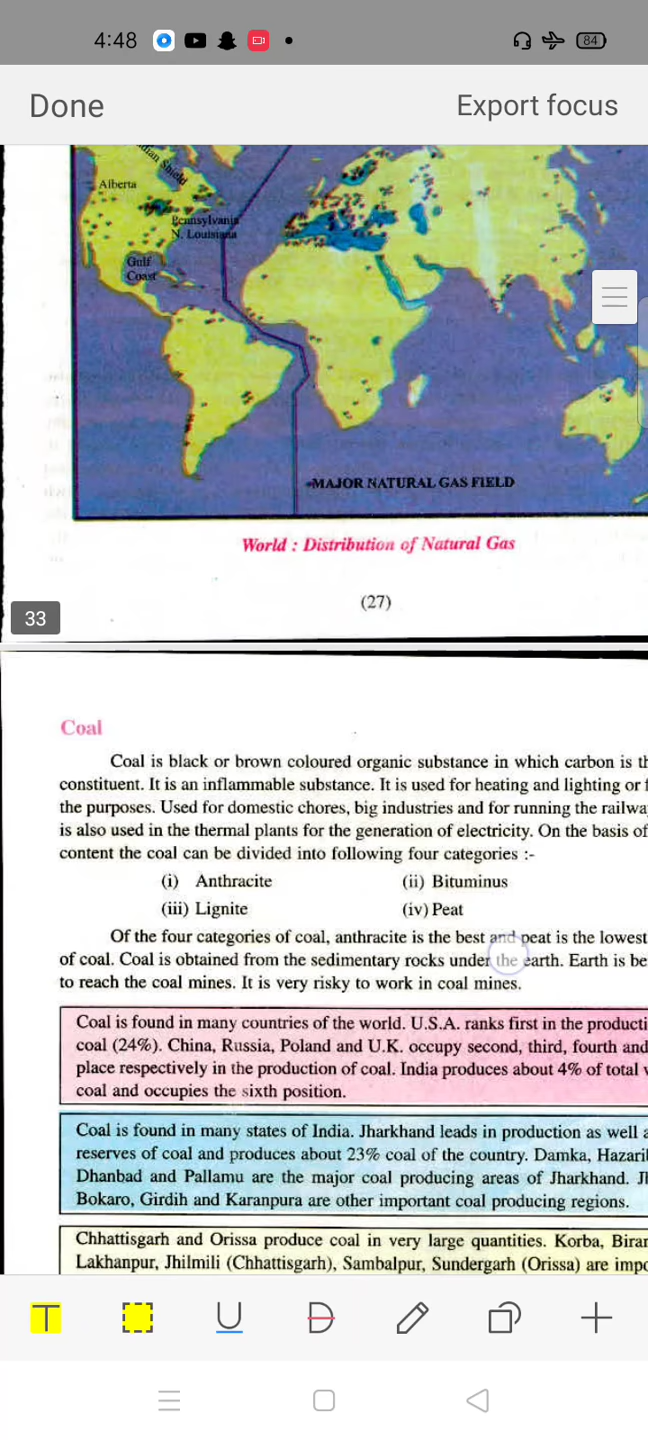 4:48
84
Done
Export focus
dian Shield
Alberta
Pennsylvania
N. Louisiana
Gulf
Coast
MAJOR NATURAL GAS FIELD
World : Distribution of Natural Gas
(27)
33
Coal
Coal is black or brown coloured organic substance in which carbon is th
constituent. It is an inflammable substance. It is used for heating and lighting or f
the purposes. Used for domestic chores, big industries and for running the railwa
is also used in the thermal plants for the generation of electricity. On the basis of
content the coal can be divided into following four categories :-
(i) Anthracite (ii) Bituminus
(iii) Lignite (iv) Peat
Of the four categories of coal, anthracite is the best and peat is the lowest
of coal. Coal is obtained from the sedimentary rocks under the earth. Earth is be
to reach the coal mines. It is very risky to work in coal mines.
Coal is found in many countries of the world. U.S.A. ranks first in the producti
coal (24%). China, Russia, Poland and U.K. occupy second, third, fourth and
place respectively in the production of coal. India produces about 4% of total
coal and occupies the sixth position.
Coal is found in many states of India. Jharkhand leads in production as well a
reserves of coal and produces about 23% coal of the country. Damka, Hazari
Dhanbad and Pallamu are the major coal producing areas of Jharkhand. J
Bokaro, Girdih and Karanpura are other important coal producing regions.
Chhattisgarh and Orissa produce coal in very large quantities. Korba, Birar
Lakhanpur, Jhilmili (Chhattisgarh), Sambalpur, Sundergarh (Orissa) are impo
T
U
D